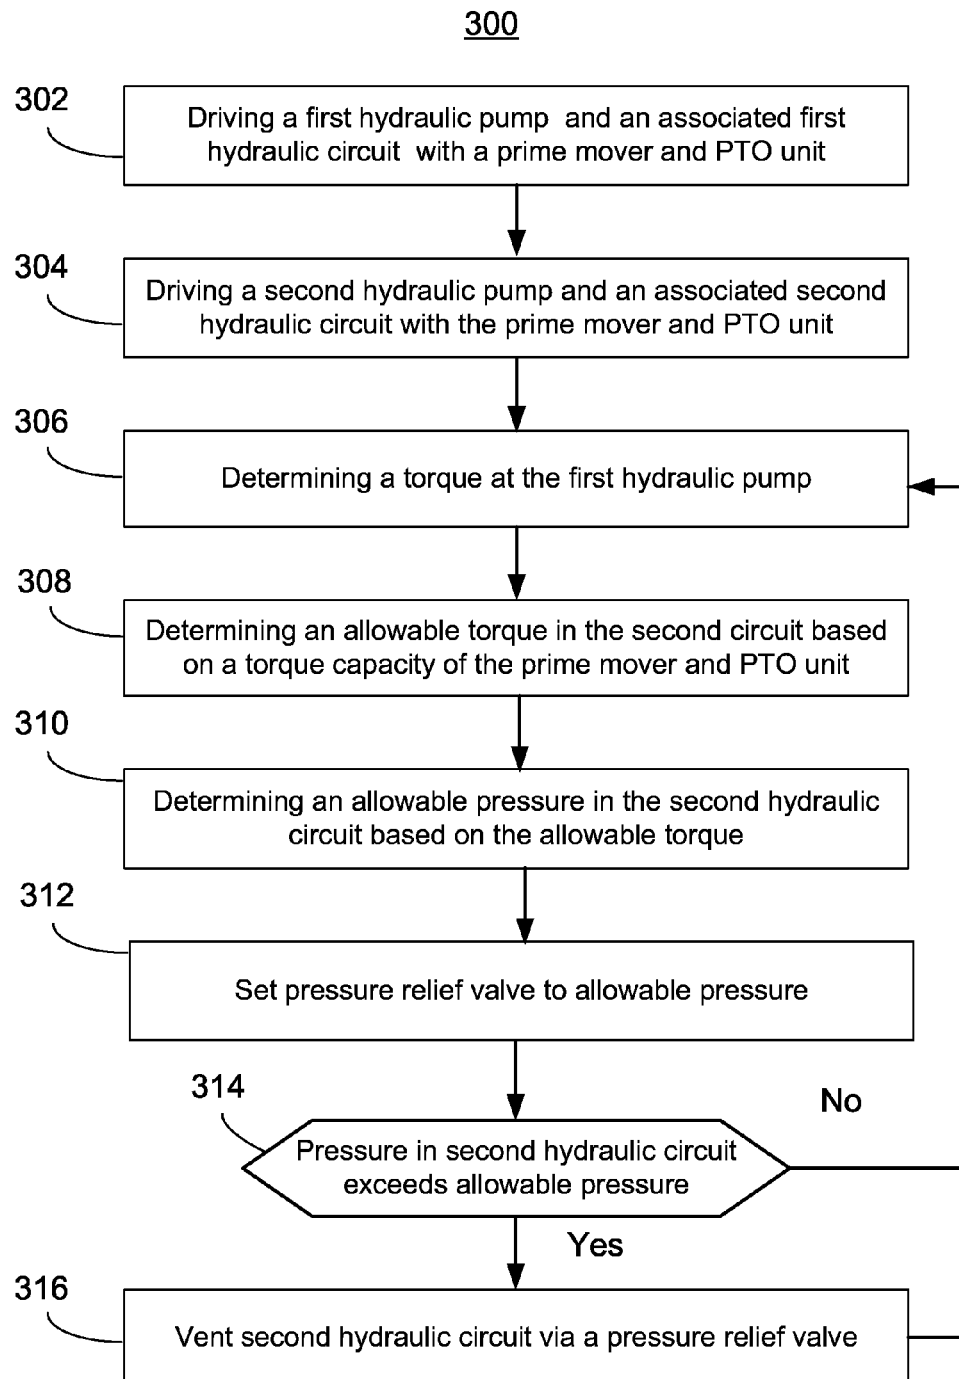 300
302
Driving a first hydraulic pump and an associated first
hydraulic circuit with a prime mover and PTO unit
304
Driving a second hydraulic pump and an associated second
hydraulic circuit with the prime mover and PTO unit
306
Determining a torque at the first hydraulic pump
308
Determining an allowable torque in the second circuit based
on a torque capacity of the prime mover and PTO unit
310
Determining an allowable pressure in the second hydraulic
circuit based on the allowable torque
312
Set pressure relief valve to allowable pressure
314
No
Pressure in second hydraulic circuit
exceeds allowable pressure
Yes
316
Vent second hydraulic circuit via a pressure relief valve